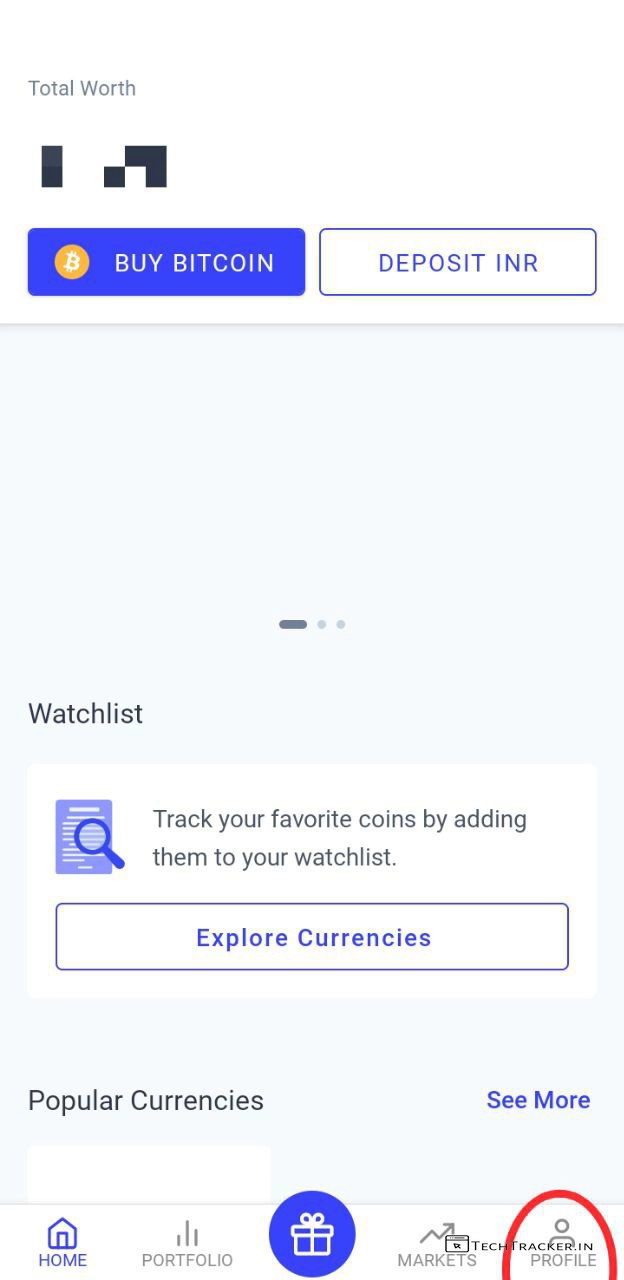 Total Worth
BUY BITCOIN
DEPOSIT INR
Watchlist
Track your favorite coins by adding
them to your watchlist.
Explore Currencies
Popular Currencies
See More
TECHTRACKER.IN
HOME
PORTFOLIO
MARKETS
PROFILE